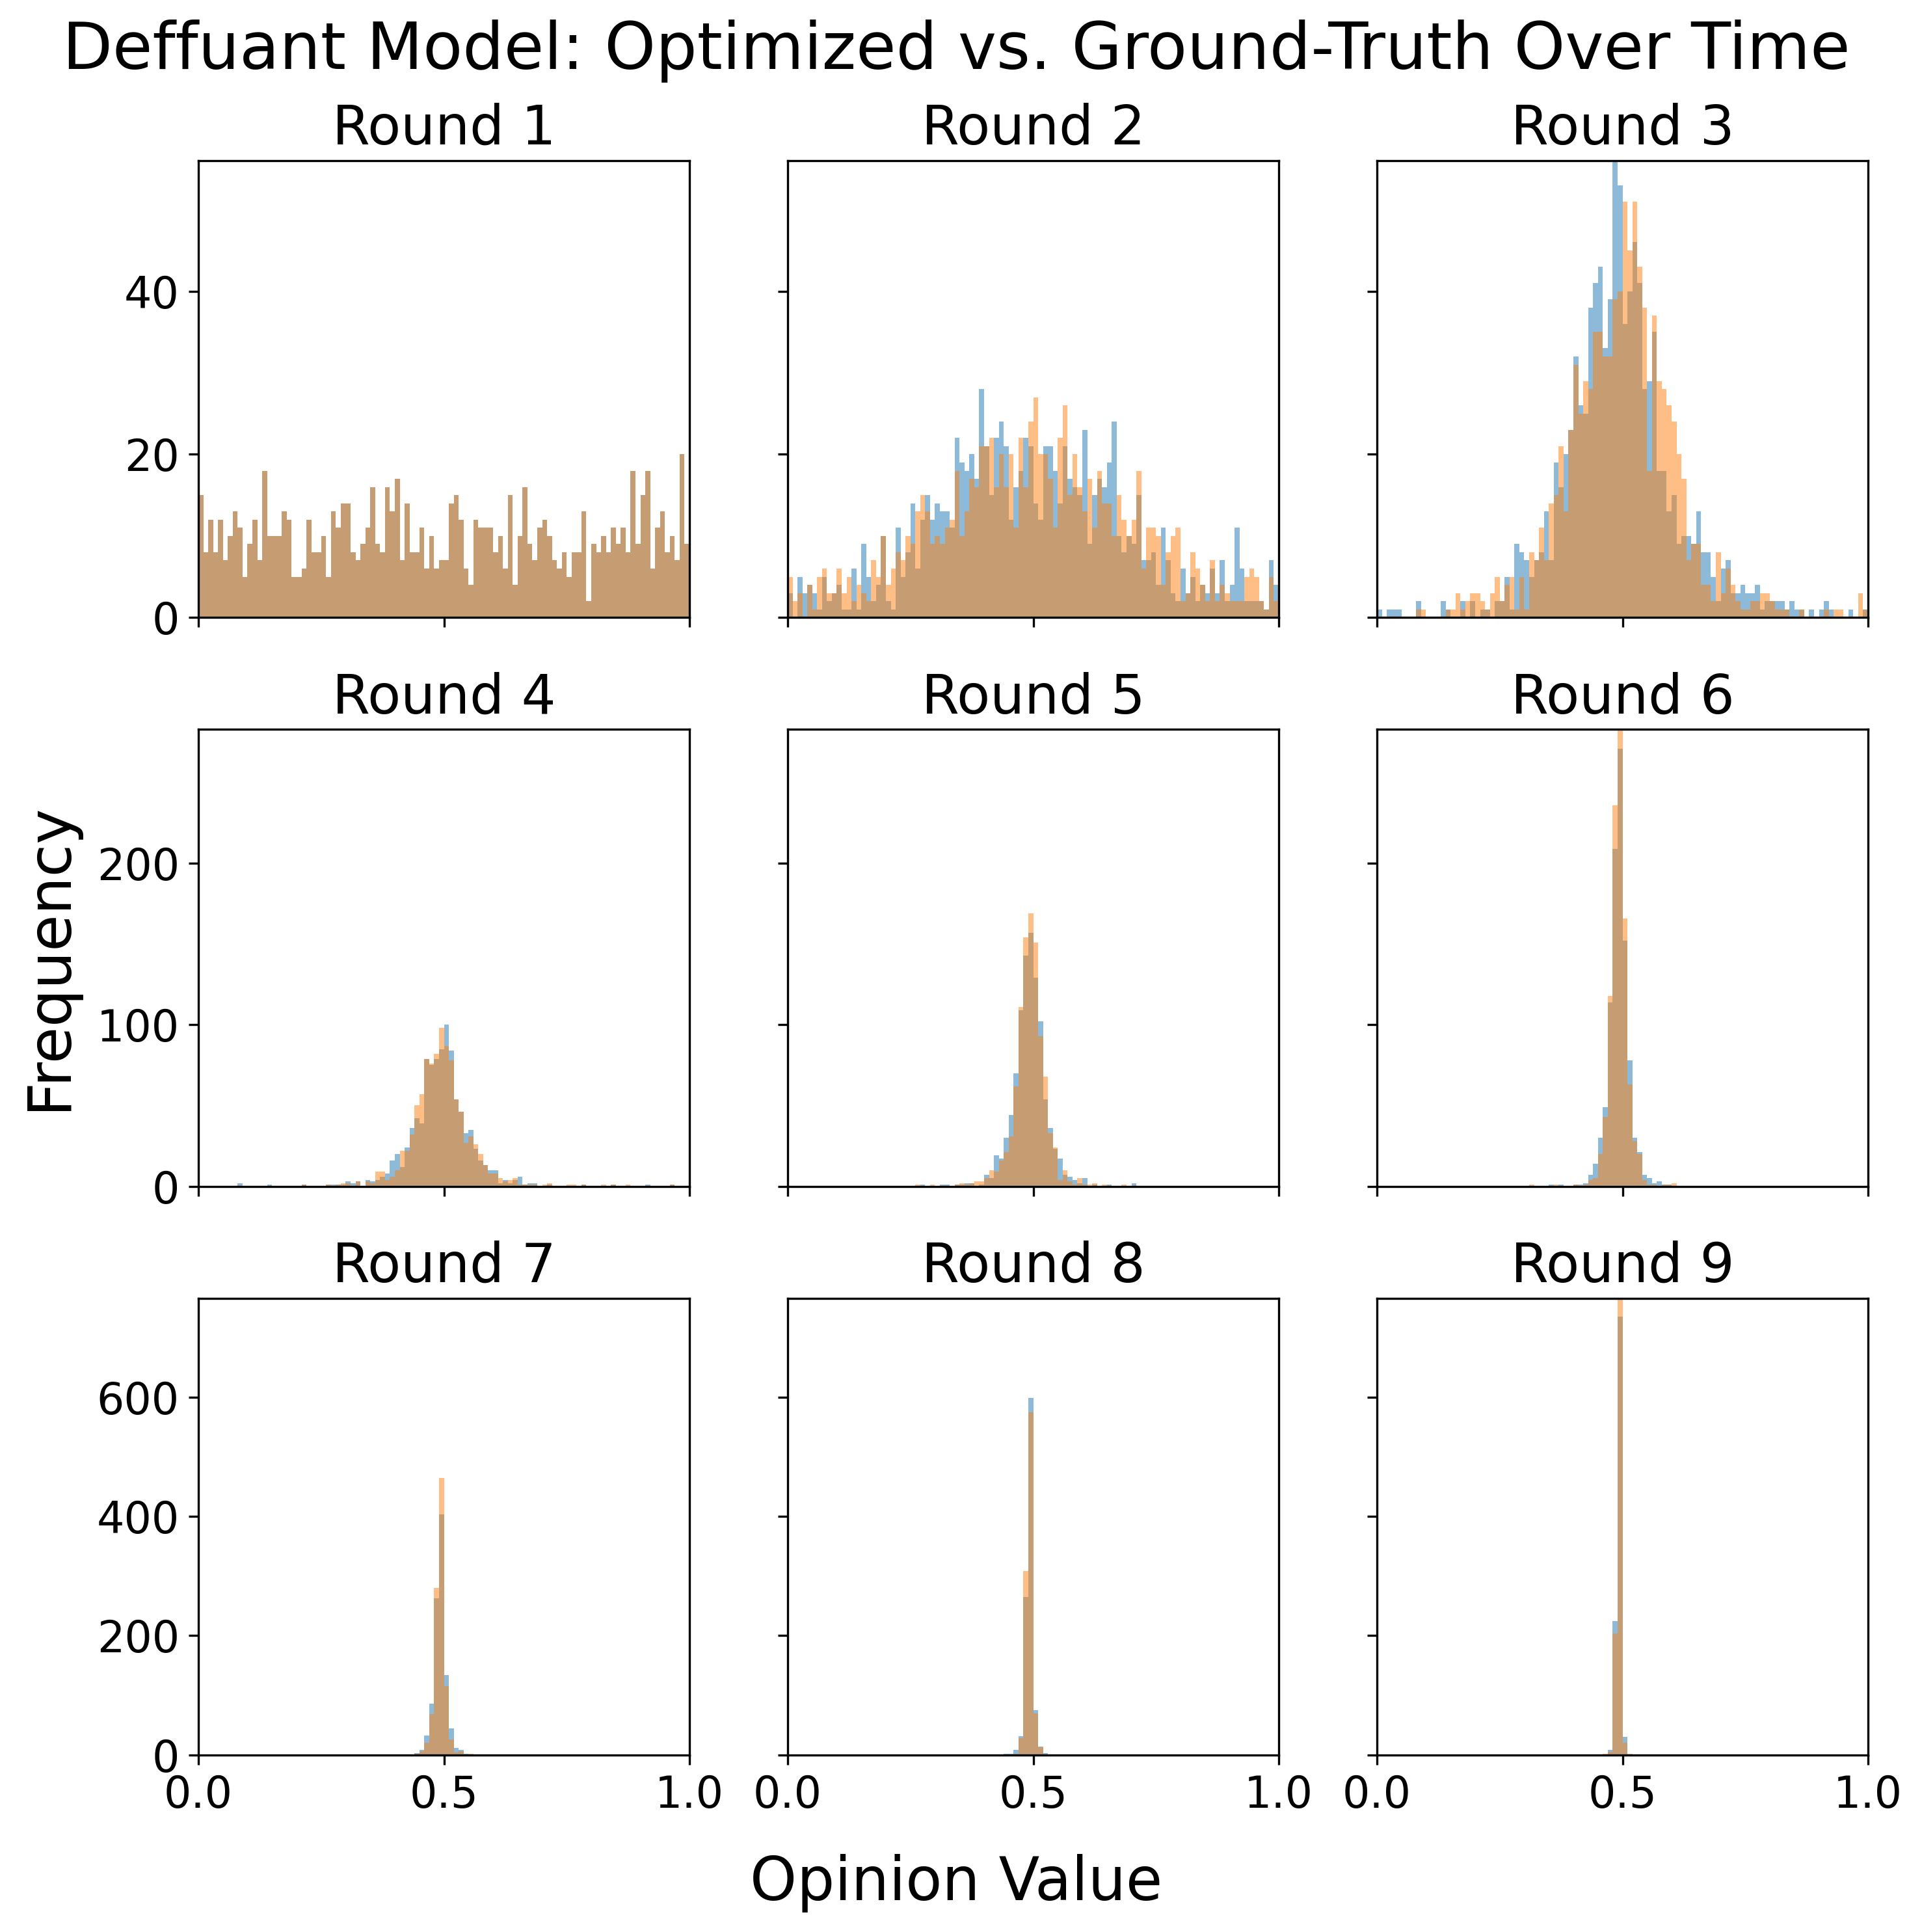 Deffuant Model: Optimized vs. Ground-Truth Over Time
Round 1
Round 2
Round 3
40
20
0
Round 4
Round 5
Round 6
200
100
0
Frequency
Round 7
Round 8
Round 9
600
400
200
0
0.0 0.5 1.0 0.0 0.5 1.0 0.0 0.5 1.0
Opinion Value